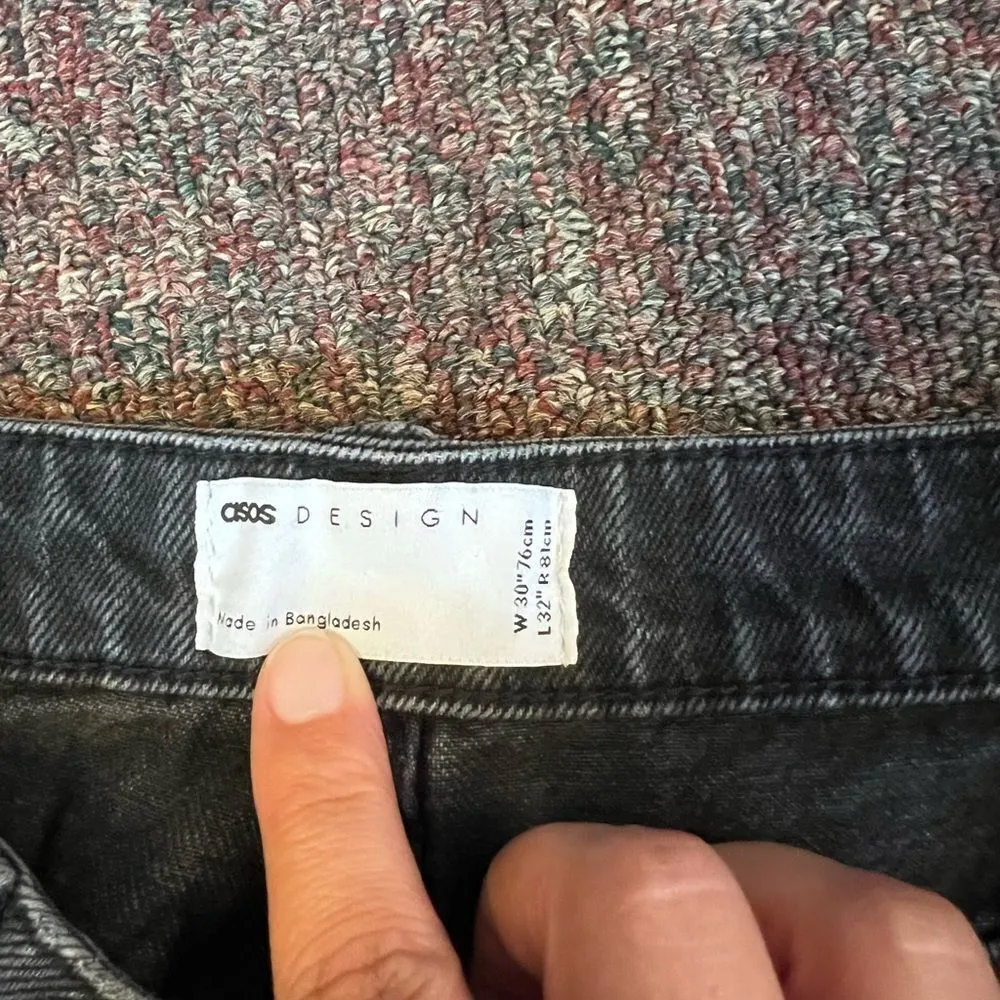 asos DESIGN
Made in Bangladesh
W 30" 76cm
L 32" R 81cm